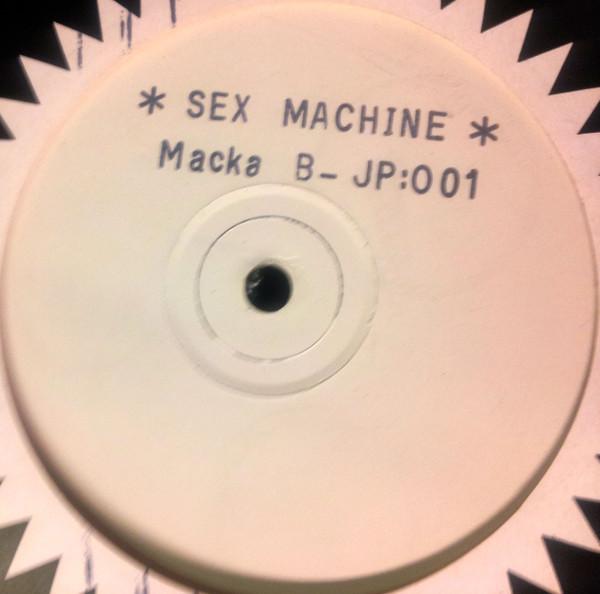 * SEX MACHINE *
Macka B- JP:001